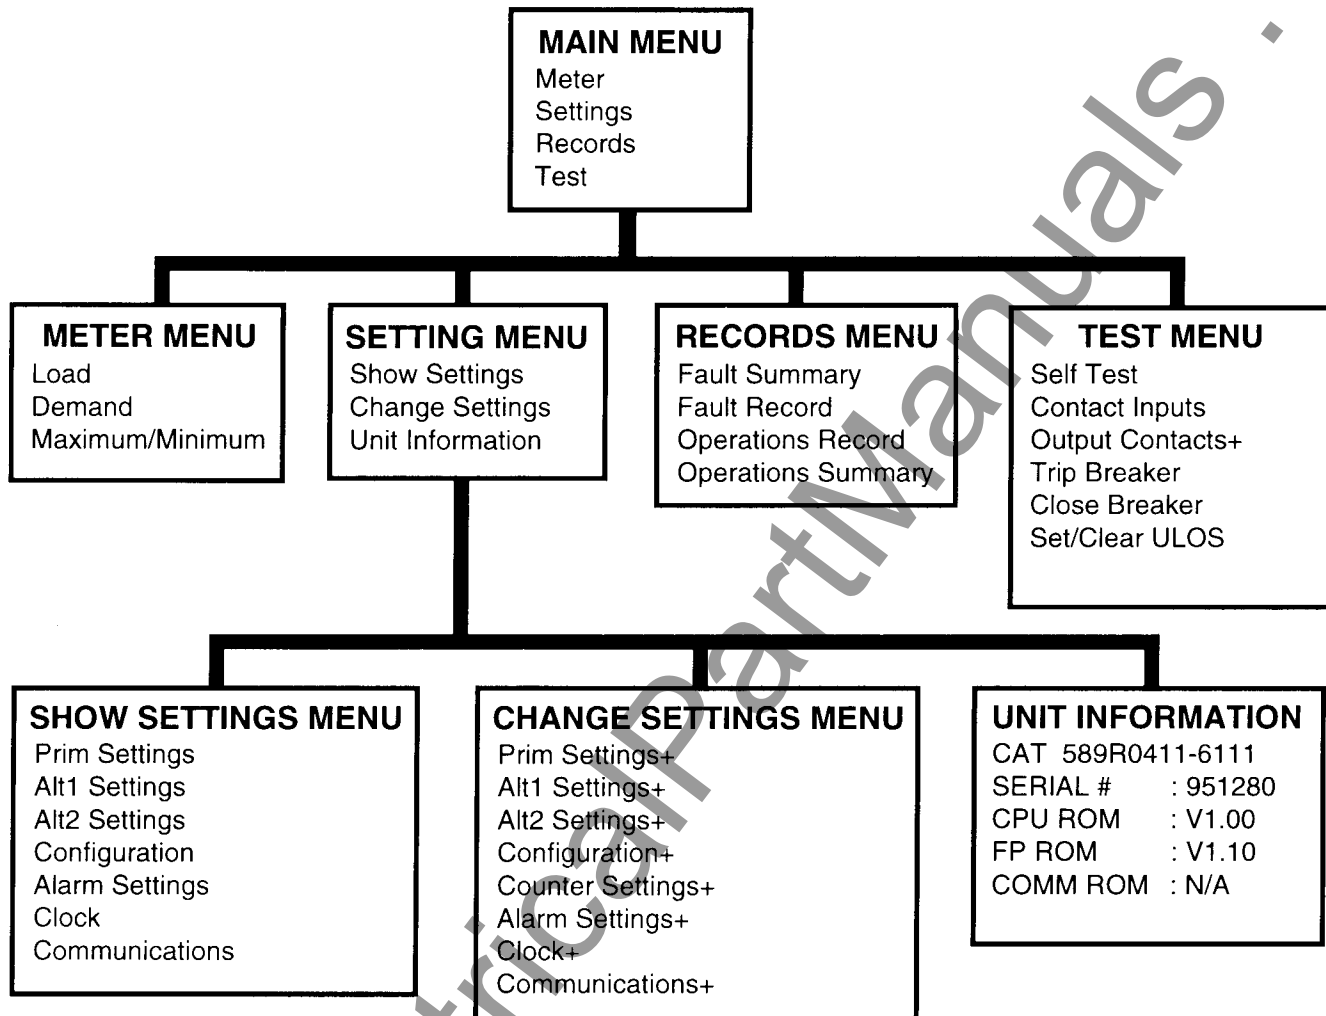 MAIN MENU
Meter
Settings
Records
Test
METER MENU
Load
Demand
Maximum/Minimum
SETTING MENU
Show Settings
Change Settings
Unit Information
RECORDS MENU
Fault Summary
Fault Record
Operations Record
Operations Summary
TEST MENU
Self Test
Contact Inputs
Output Contacts+
Trip Breaker
Close Breaker
Set/Clear ULOS
SHOW SETTINGS MENU
Prim Settings
Alt1 Settings
Alt2 Settings
Configuration
Alarm Settings
Clock
Communications
CHANGE SETTINGS MENU
Prim Settings+
Alt1 Settings+
Alt2 Settings+
Configuration+
Counter Settings+
Alarm Settings+
Clock+
Communications+
UNIT INFORMATION
CAT 589R0411-6111
SERIAL # : 951280
CPU ROM : V1.00
FP ROM : V1.10
COMM ROM : N/A
tricalPartManuals .